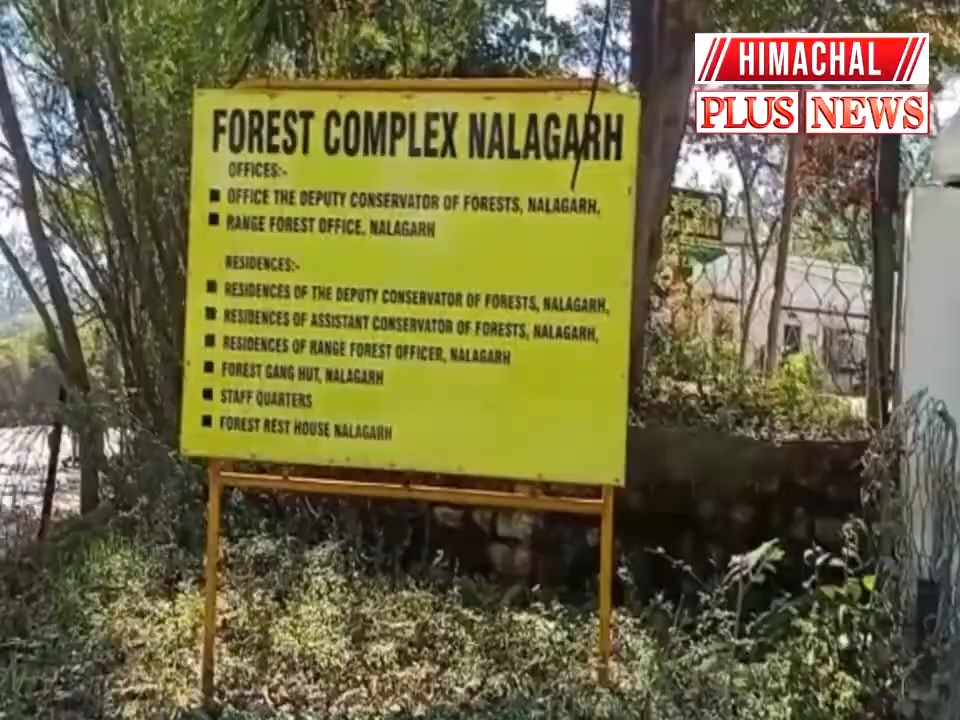 HIMACHAL
PLUS NEWS
FOREST COMPLEX NALAGARH
OFFICES:-
■ OFFICE THE DEPUTY CONSERVATOR OF FORESTS, NALAGARH.
■ RANGE FOREST OFFICE, NALAGARH
RESIDENCES:-
■ RESIDENCES OF THE DEPUTY CONSERVATOR OF FORESTS, NALAGARH,
■ RESIDENCES OF ASSISTANT CONSERVATOR OF FORESTS, NALAGARH,
■ RESIDENCES OF RANGE FOREST OFFICER, NALAGARH
■ FOREST GANG HUT, NALAGARH
■ STAFF QUARTERS
■ FOREST REST HOUSE NALAGARH